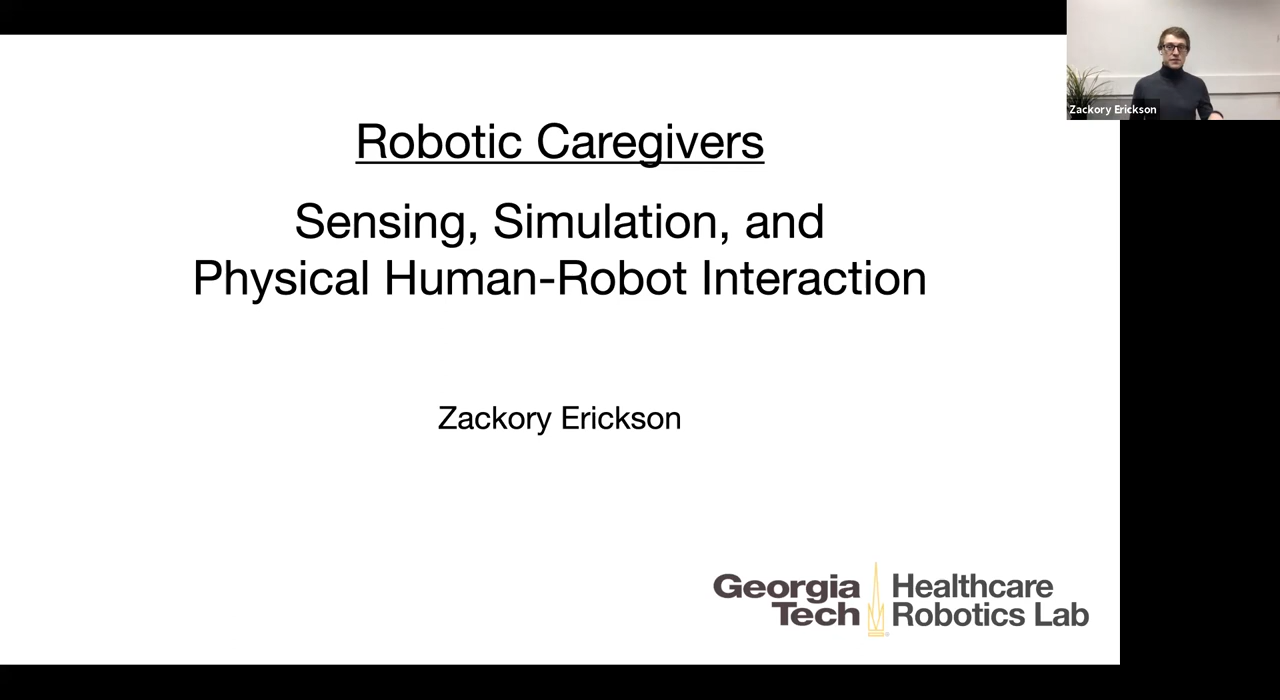 Robotic Caregivers
Sensing, Simulation, and
Physical Human-Robot Interaction
Zackory Erickson
Georgia Tech
Healthcare Robotics Lab
Zackory Erickson